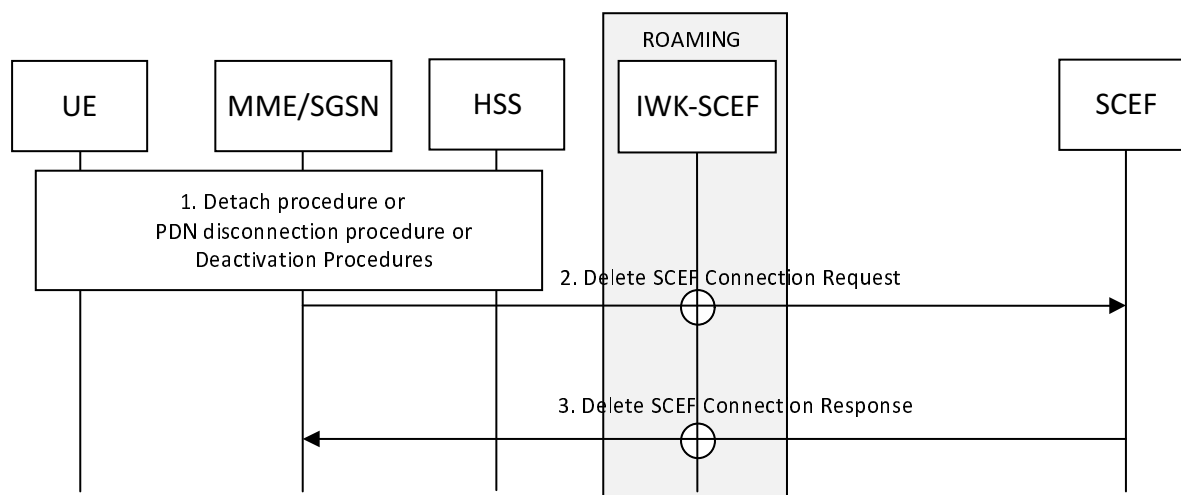 ROAMING
UE
MME/SGSN
HSS
IWK-SCEF
SCEF
1. Detach procedure or
PDN disconnection procedure or
Deactivation Procedures
2. Delete SCEF Connection Request
3. Delete SCEF Connection Response